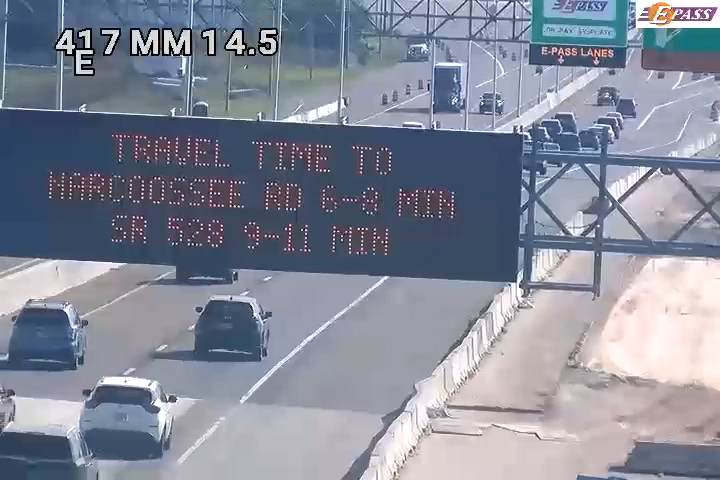 417 MM 14.5
E
E-PASS
E-PASS
E-PASS LANES
TRAVEL TIME TO
NARCOOSSEE RD 6-8 MIN
SR 528 9-11 MIN